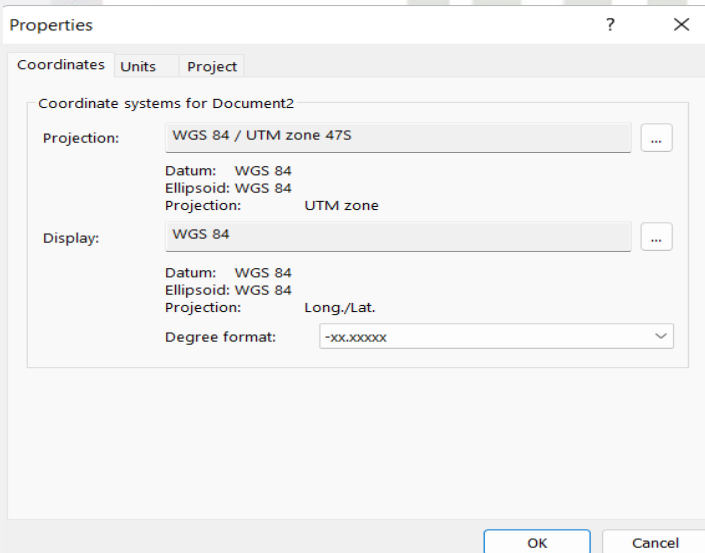 Properties ?
Coordinates Units Project
Coordinate systems for Document2
Projection: WGS 84 / UTM zone 47S ...
Datum: WGS 84
Ellipsoid: WGS 84
Projection: UTM zone
Display: WGS 84 ...
Datum: WGS 84
Ellipsoid: WGS 84
Projection: Long./Lat.
Degree format: -xx.xxxxx
OK Cancel